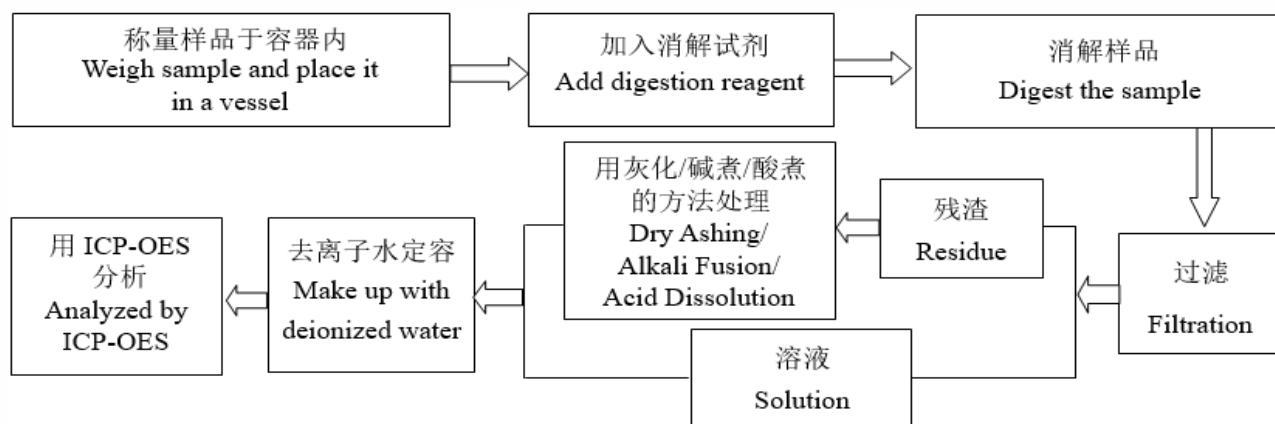 称量样品于容器内
Weigh sample and place it
in a vessel
加入消解试剂
Add digestion reagent
消解样品
Digest the sample
过滤
Filtration
残渣
Residue
用灰化/碱煮/酸煮
的方法处理
Dry Ashing/
Alkali Fusion/
Acid Dissolution
溶液
Solution
去离子水定容
Make up with
deionized water
用 ICP-OES
分析
Analyzed by
ICP-OES